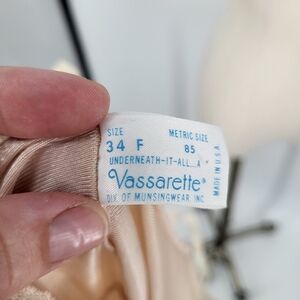 SIZE METRIC SIZE
34 F 85
UNDERNEATH-IT-ALL...A
Vassarette®
DIV. OF MUNSINGWEAR, INC.
MADE IN U.S.A.